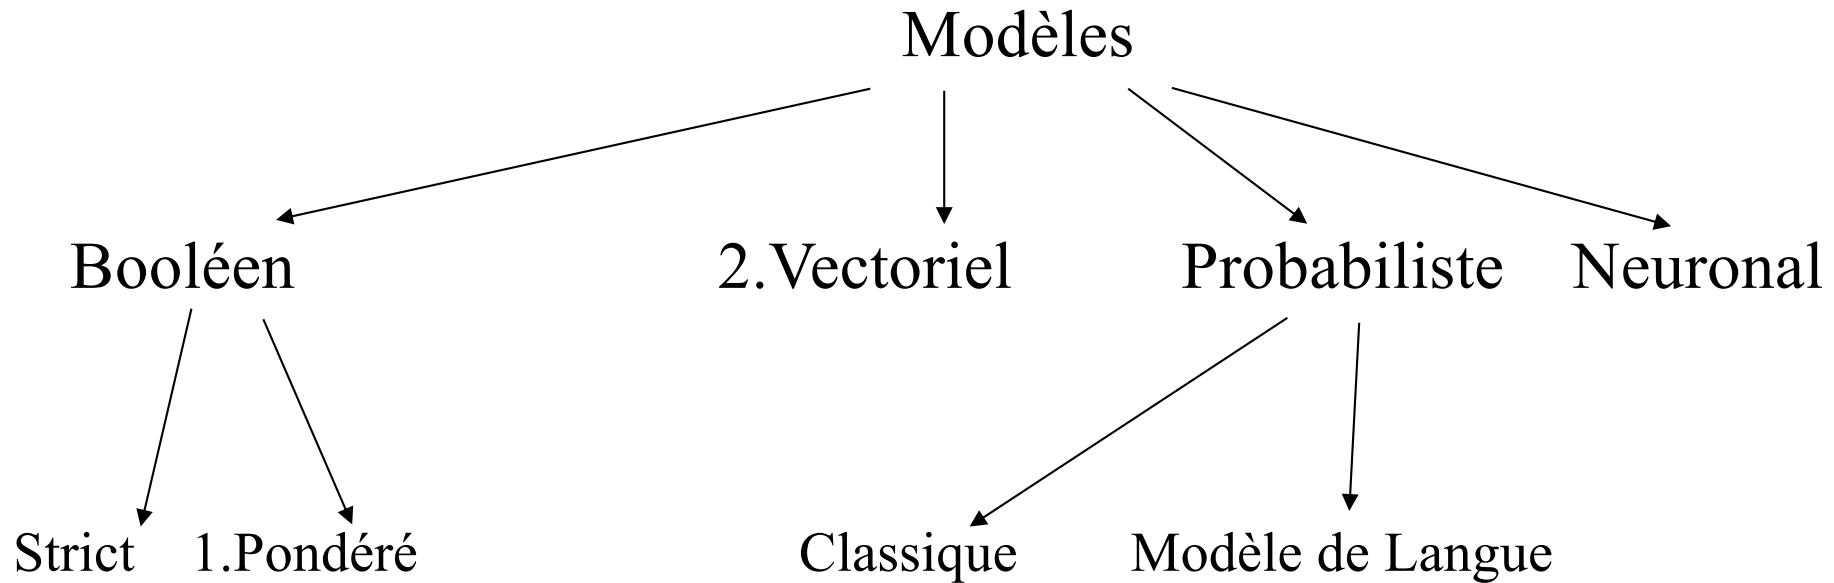 Modèles
Booléen 2.Vectoriel Probabiliste Neuronal
Strict 1.Pondéré Classique Modèle de Langue